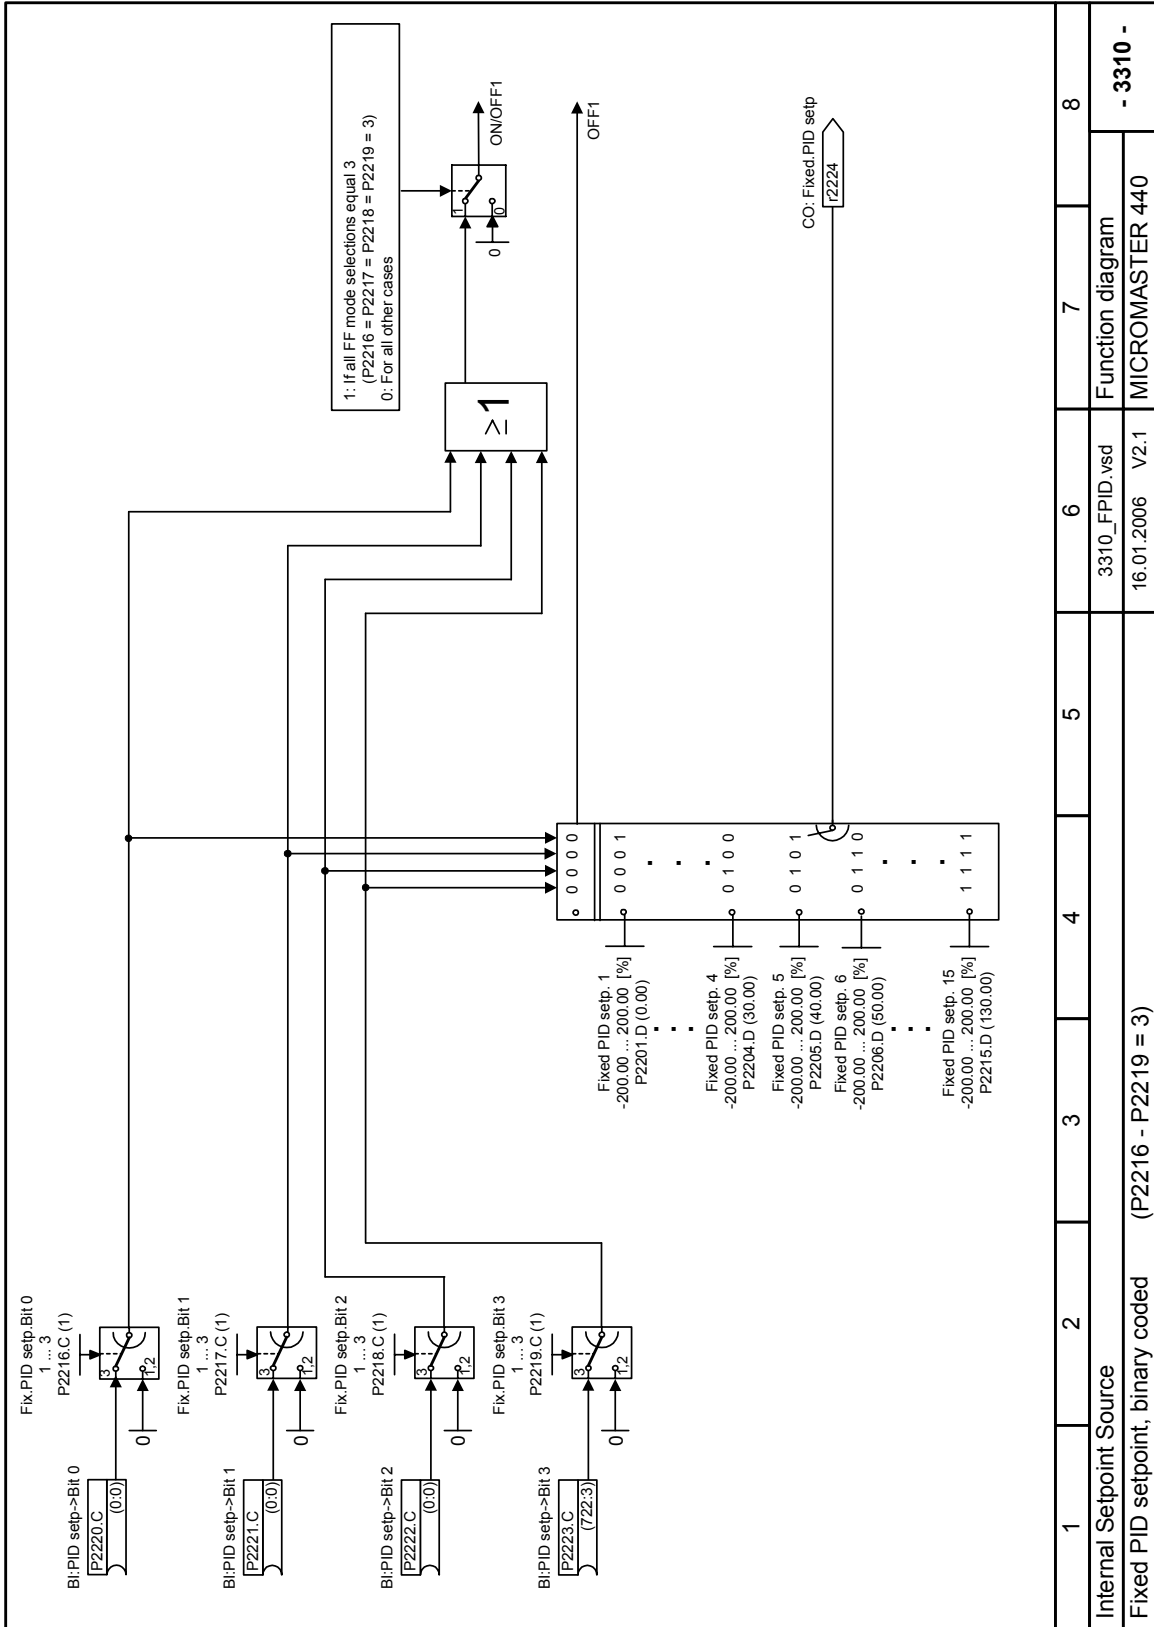 BI:PID setp->Bit 0
P2220.C
(0:0)
0
Fix.PID setp.Bit 0
1 ... 3
P2216.C (1)
3
1,2
BI:PID setp->Bit 1
P2221.C
(0:0)
0
Fix.PID setp.Bit 1
1 ... 3
P2217.C (1)
3
1,2
BI:PID setp->Bit 2
P2222.C
(0:0)
0
Fix.PID setp.Bit 2
1 ... 3
P2218.C (1)
3
1,2
BI:PID setp->Bit 3
P2223.C
(722:3)
0
Fix.PID setp.Bit 3
1 ... 3
P2219.C (1)
3
1,2
1: If all FF mode selections equal 3
(P2216 = P2217 = P2218 = P2219 = 3)
0: For all other cases
≥1
1
0
0
ON/OFF1
OFF1
0 0 0 0
Fixed PID setp. 1
-200.00 ... 200.00 [%]
P2201.D (0.00)
0 0 0 1
. . .
. . .
Fixed PID setp. 4
-200.00 ... 200.00 [%]
P2204.D (30.00)
0 1 0 0
Fixed PID setp. 5
-200.00 ... 200.00 [%]
P2205.D (40.00)
0 1 0 1
Fixed PID setp. 6
-200.00 ... 200.00 [%]
P2206.D (50.00)
0 1 1 0
. . .
. . .
Fixed PID setp. 15
-200.00 ... 200.00 [%]
P2215.D (130.00)
1 1 1 1
CO: Fixed.PID setp
r2224
1 2 3 4 5 6 7 8
Internal Setpoint Source
3310_FPID.vsd
Function diagram
- 3310 -
Fixed PID setpoint, binary coded (P2216 - P2219 = 3)
16.01.2006 V2.1
MICROMASTER 440